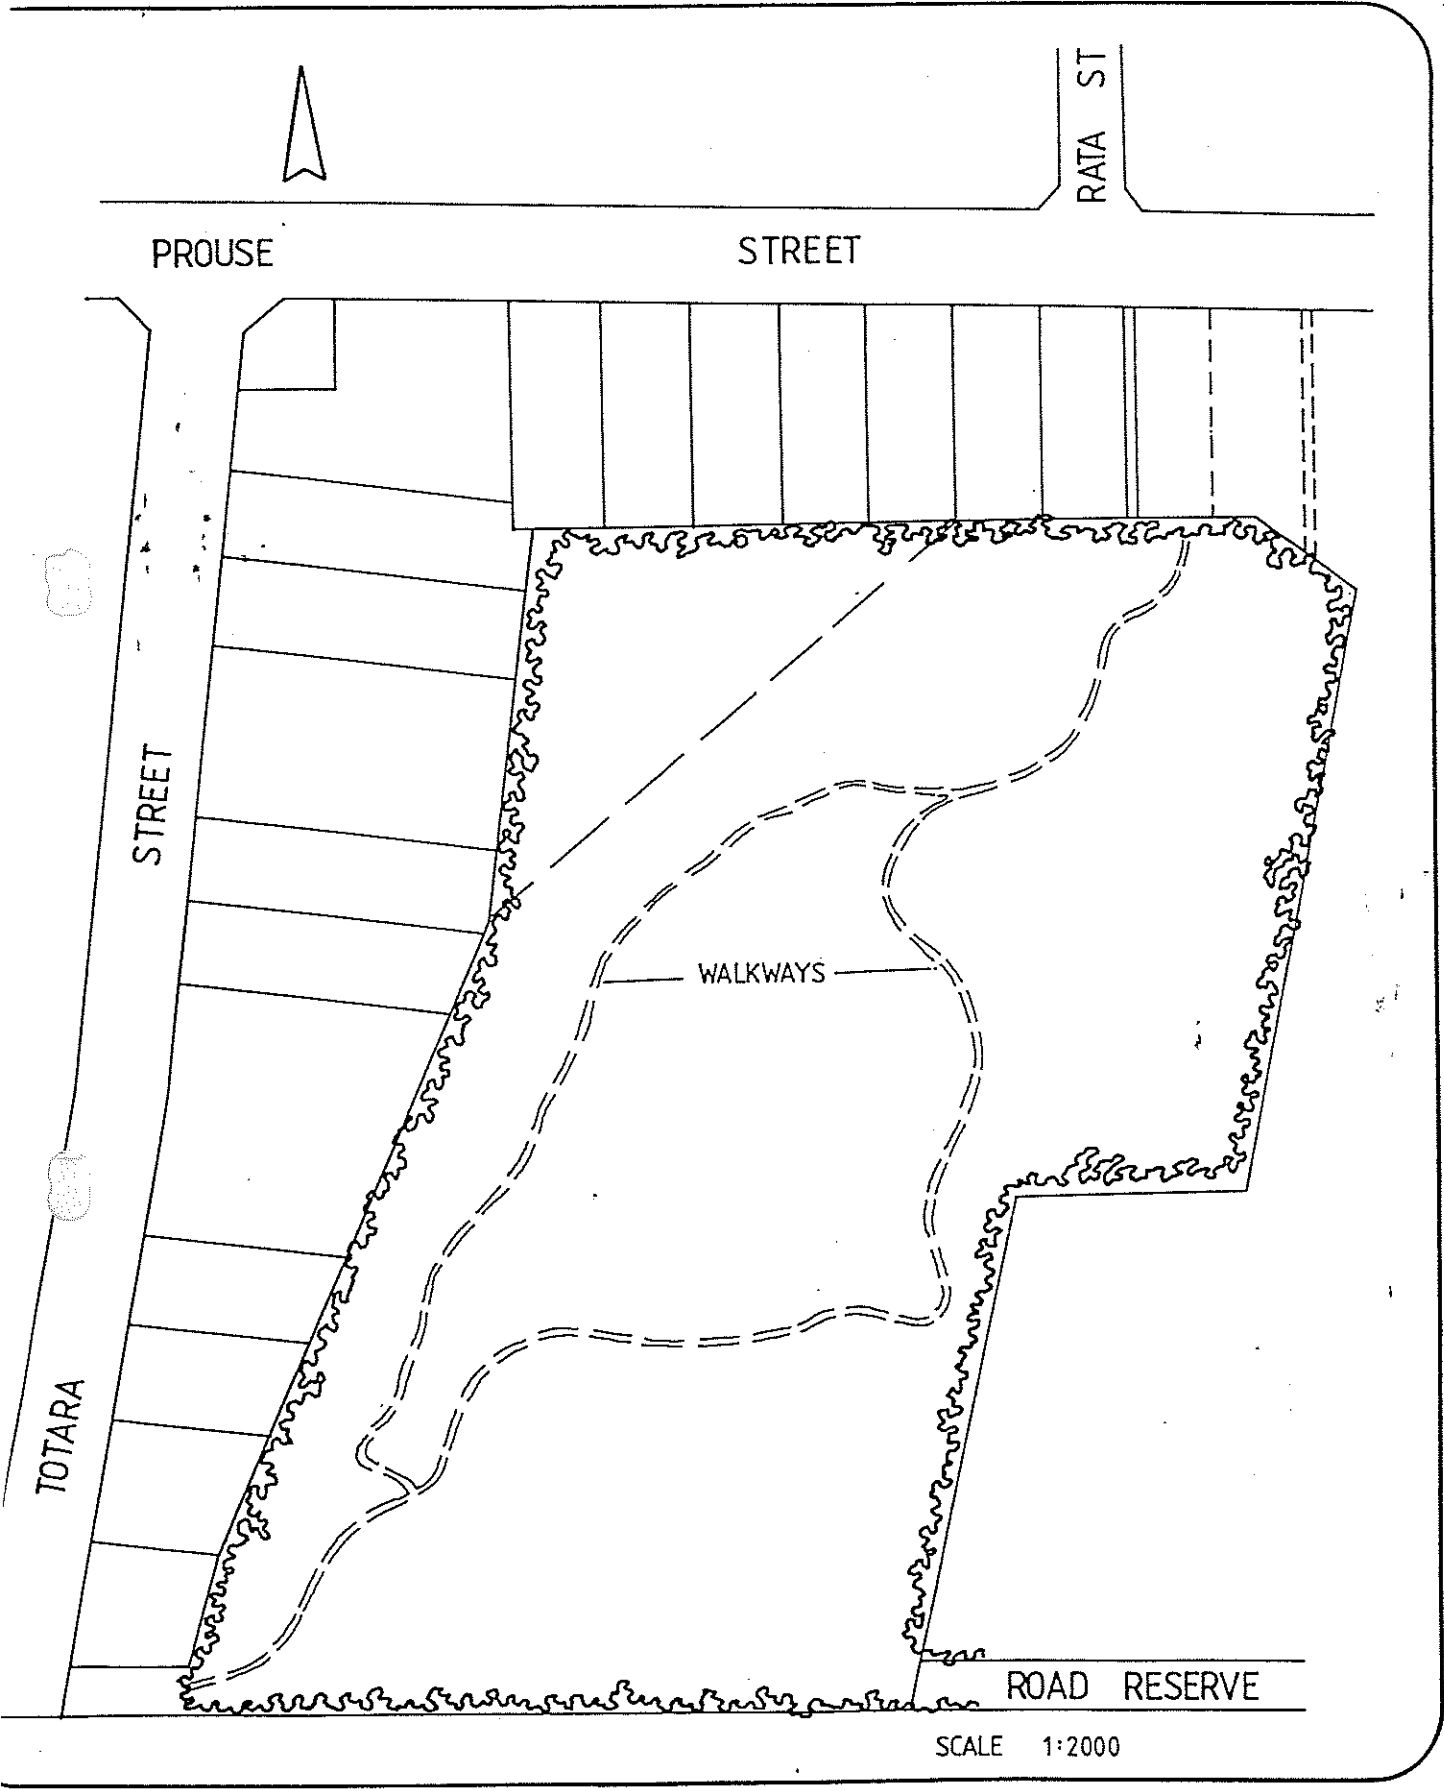 RATA ST
PROUSE STREET
STREET
WALKWAYS
TOTARA
ROAD RESERVE
SCALE 1:2000